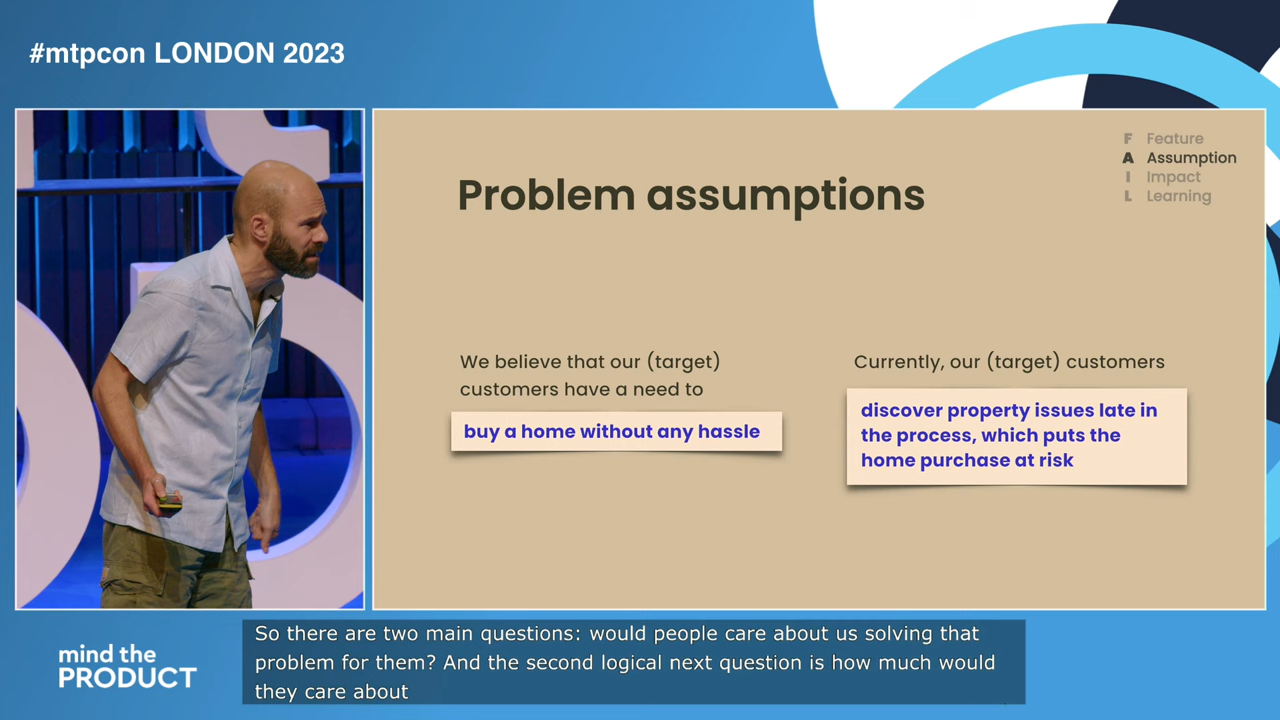 #mtpcon LONDON 2023
F Feature
A Assumption
I Impact
L Learning
Problem assumptions
We believe that our (target)
customers have a need to
buy a home without any hassle
Currently, our (target) customers
discover property issues late in
the process, which puts the
home purchase at risk
mind the
PRODUCT
So there are two main questions: would people care about us solving that
problem for them? And the second logical next question is how much would
they care about